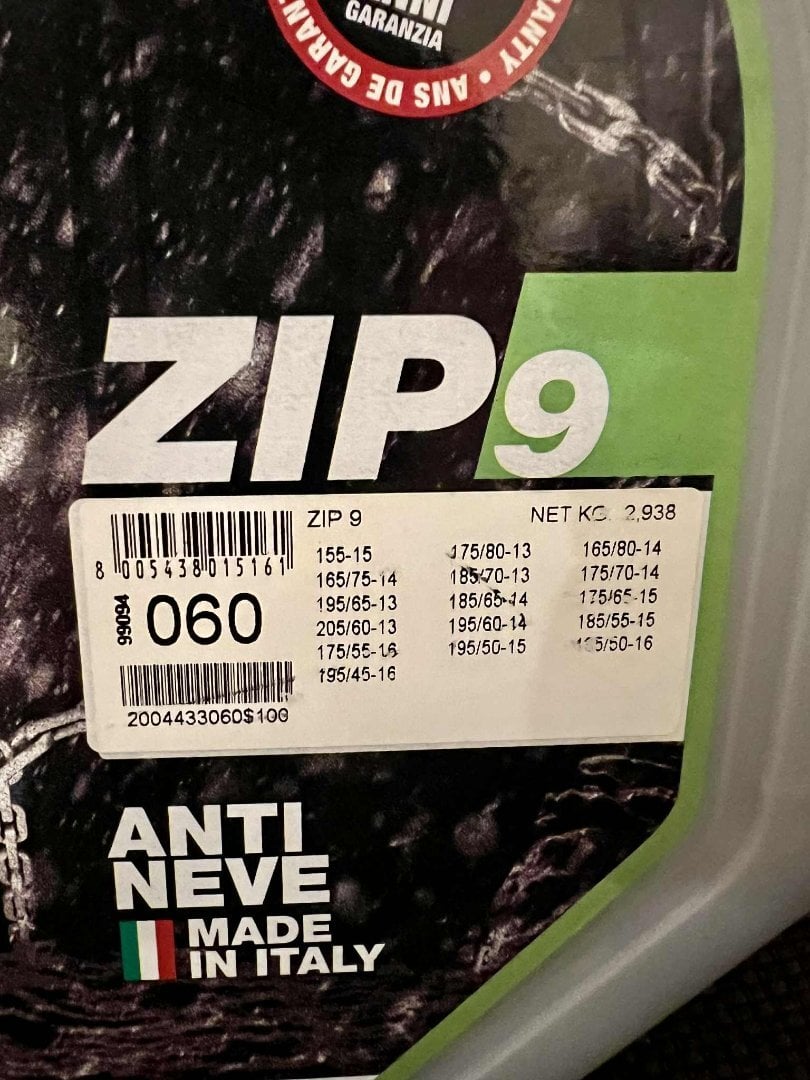 GARANZIA
ANS DE GARANT
RANTY •
ZIP9
ZIP 9
NET KG. 2,938
8 005438 015161
99094
060
2004433060$100
155-15
175/80-13
165/80-14
165/75-14
185/70-13
175/70-14
195/65-13
185/65-14
175/65-15
205/60-13
195/60-14
185/55-15
175/55-16
195/50-15
195/45-16
ANTI
NEVE
MADE
IN ITALY